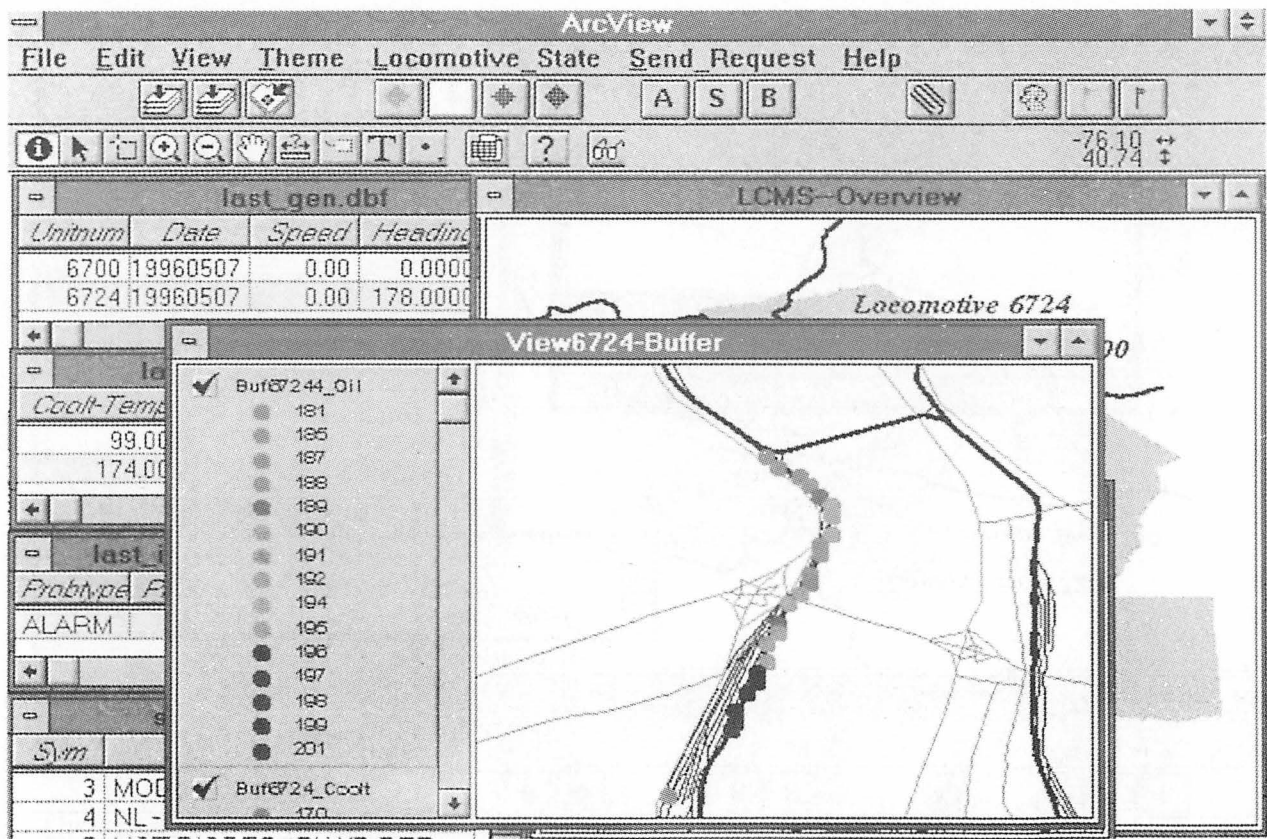 ArcView
File Edit View Theme Locomotive_State Send_Request Help
A S B
T ?
-76.10
40.74
last_gen.dbf
LCMS--Overview
Unitnum Date Speed Heading
6700 19960507 0.00 0.0000
6724 19960507 0.00 178.0000
Locomotive 6724
00
View6724-Buffer
Coolt-Temp
99.00
174.00
Probtype
ALARM
Sym
3 MOD
4 NL-
Buf67244_Oil
181
185
187
188
189
190
191
192
194
195
196
197
198
199
201
Buf6724_Coolt
170